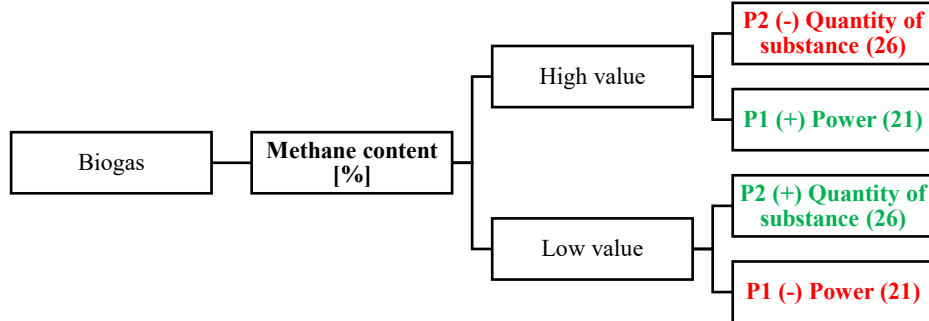 Biogas
Methane content
[%]
High value
P2 (-) Quantity of
substance (26)
P1 (+) Power (21)
Low value
P2 (+) Quantity of
substance (26)
P1 (-) Power (21)